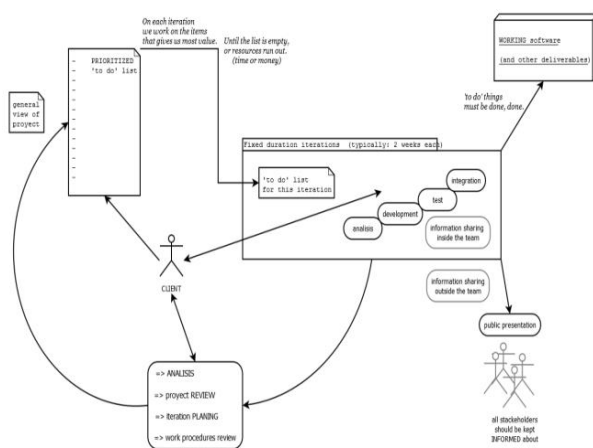 On each iteration
we work on the items
that gives us most value.
Until the list is empty,
or resources run out.
(time or money)
PRIORITIZED
'to do' list
general
view of
proyect
WORKING software
(and other deliverables)
'to do' things
must be done, done.
Fixed duration iterations (typically: 2 weeks each)
'to do' list
for this iteration
integration
test
development
analisis
information sharing
inside the team
CLIENT
information sharing
outside the team
public presentation
=> ANALISIS
=> proyect REVIEW
=> iteration PLANING
=> work procedures review
all stackeholders
should be kept
INFORMED about